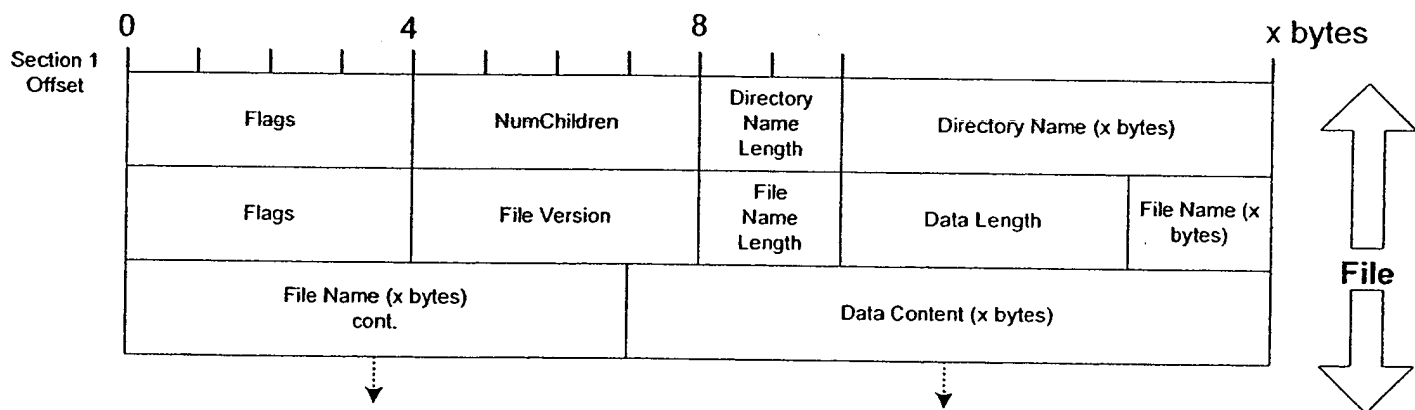 0 4 8 x bytes
Section 1
Offset
Flags
NumChildren
Directory
Name
Length
Directory Name (x bytes)
Flags
File Version
File
Name
Length
Data Length
File Name (x
bytes)
File Name (x bytes)
cont.
Data Content (x bytes)
File